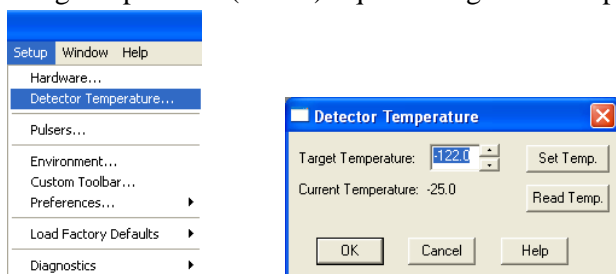 Setup Window Help
Hardware...
Detector Temperature...
Pulsers...
Environment...
Custom Toolbar...
Preferences...
Load Factory Defaults
Diagnostics
Detector Temperature
Target Temperature: -122.0 Set Temp.
Current Temperature: -25.0 Read Temp.
OK Cancel Help